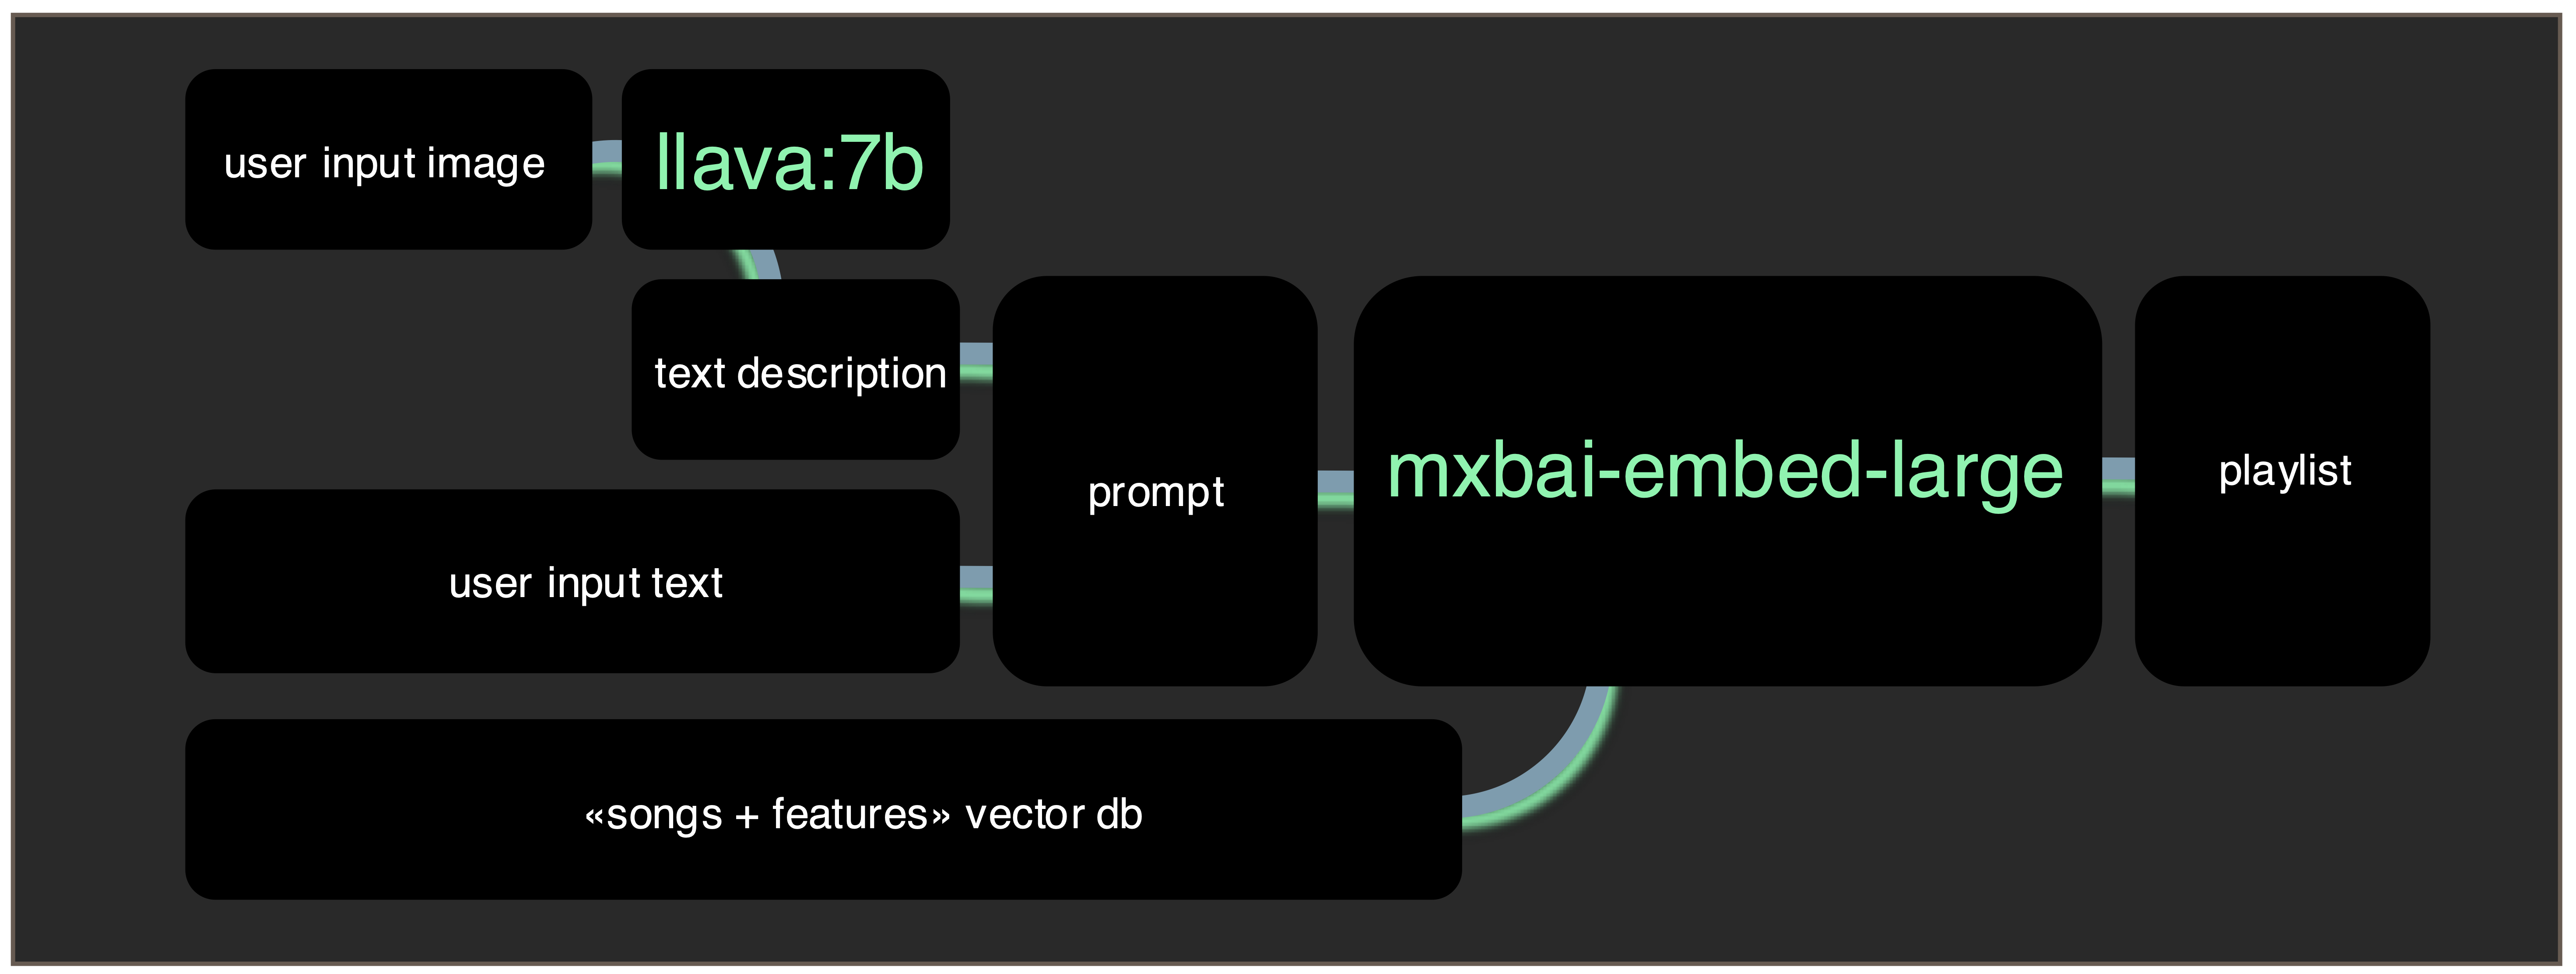 user input image
llava:7b
text description
user input text
prompt
mxbai-embed-large
playlist
«songs + features» vector db